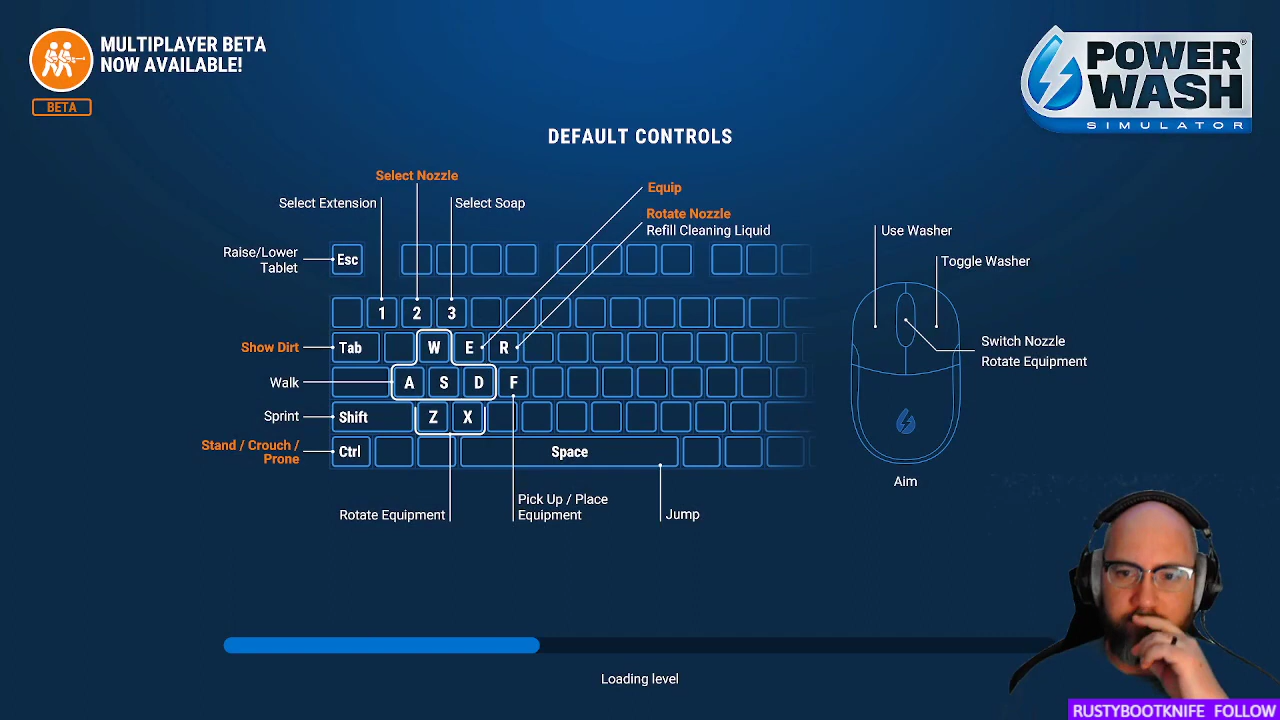 MULTIPLAYER BETA
NOW AVAILABLE!
BETA
POWER
WASH
SIMULATOR
DEFAULT CONTROLS
Select Nozzle
Select Extension
Select Soap
Equip
Rotate Nozzle
Refill Cleaning Liquid
Raise/Lower
Tablet
Esc
1 2 3
Show Dirt
Tab W E R
Walk
A S D F
Sprint
Shift Z X
Stand / Crouch /
Prone
Ctrl Space
Rotate Equipment
Pick Up / Place
Equipment
Jump
Use Washer
Toggle Washer
Switch Nozzle
Rotate Equipment
Aim
Loading level
RUSTYBOOTKNIFE FOLLOW